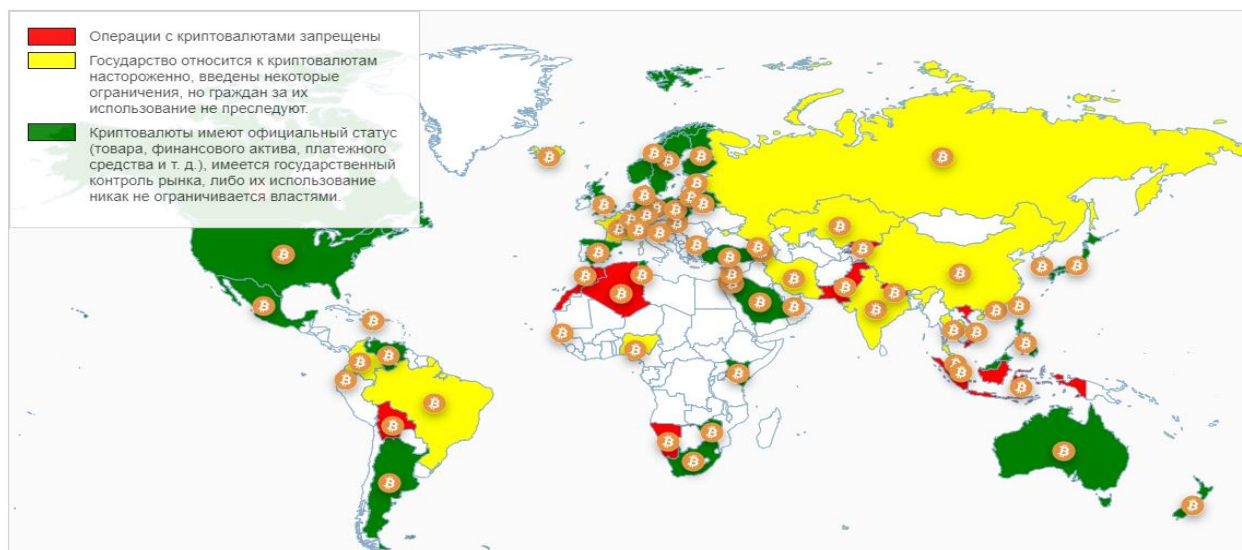 Операции с криптовалютами запрещены
Государство относится к криптовалютам
настороженно, введены некоторые
ограничения, но граждан за их
использование не преследуют.
Криптовалюты имеют официальный статус
(товара, финансового актива, платежного
средства и т. д.), имеется государственный
контроль рынка, либо их использование
никак не ограничивается властями.